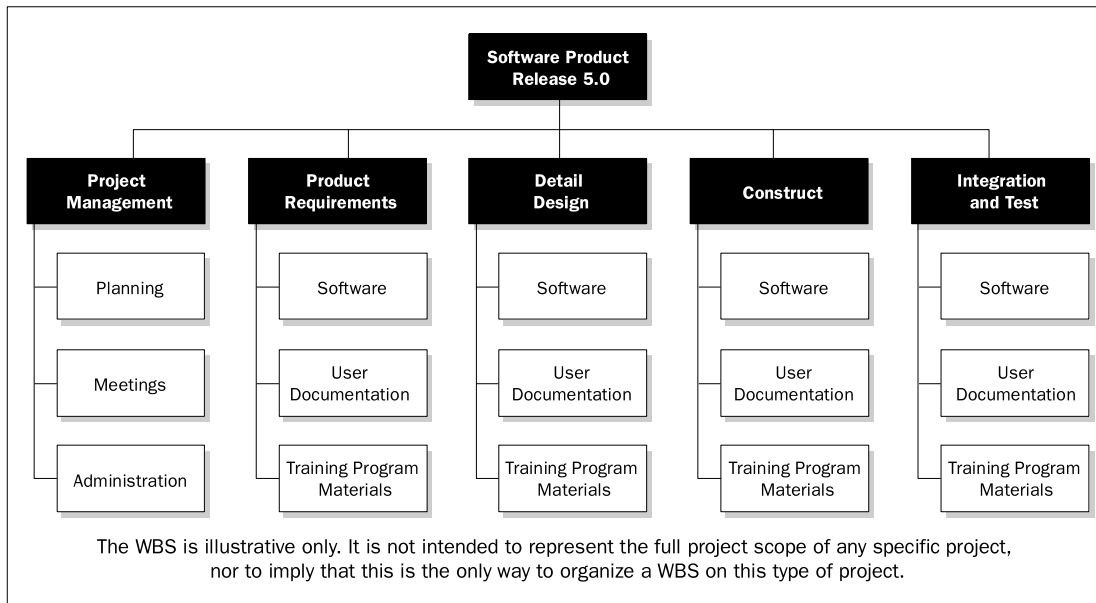 Software Product
Release 5.0
Project
Management
Product
Requirements
Detail
Design
Construct
Integration
and Test
Planning
Software
Software
Software
Software
Meetings
User
Documentation
User
Documentation
User
Documentation
User
Documentation
Administration
Training Program
Materials
Training Program
Materials
Training Program
Materials
Training Program
Materials
The WBS is illustrative only. It is not intended to represent the full project scope of any specific project,
nor to imply that this is the only way to organize a WBS on this type of project.